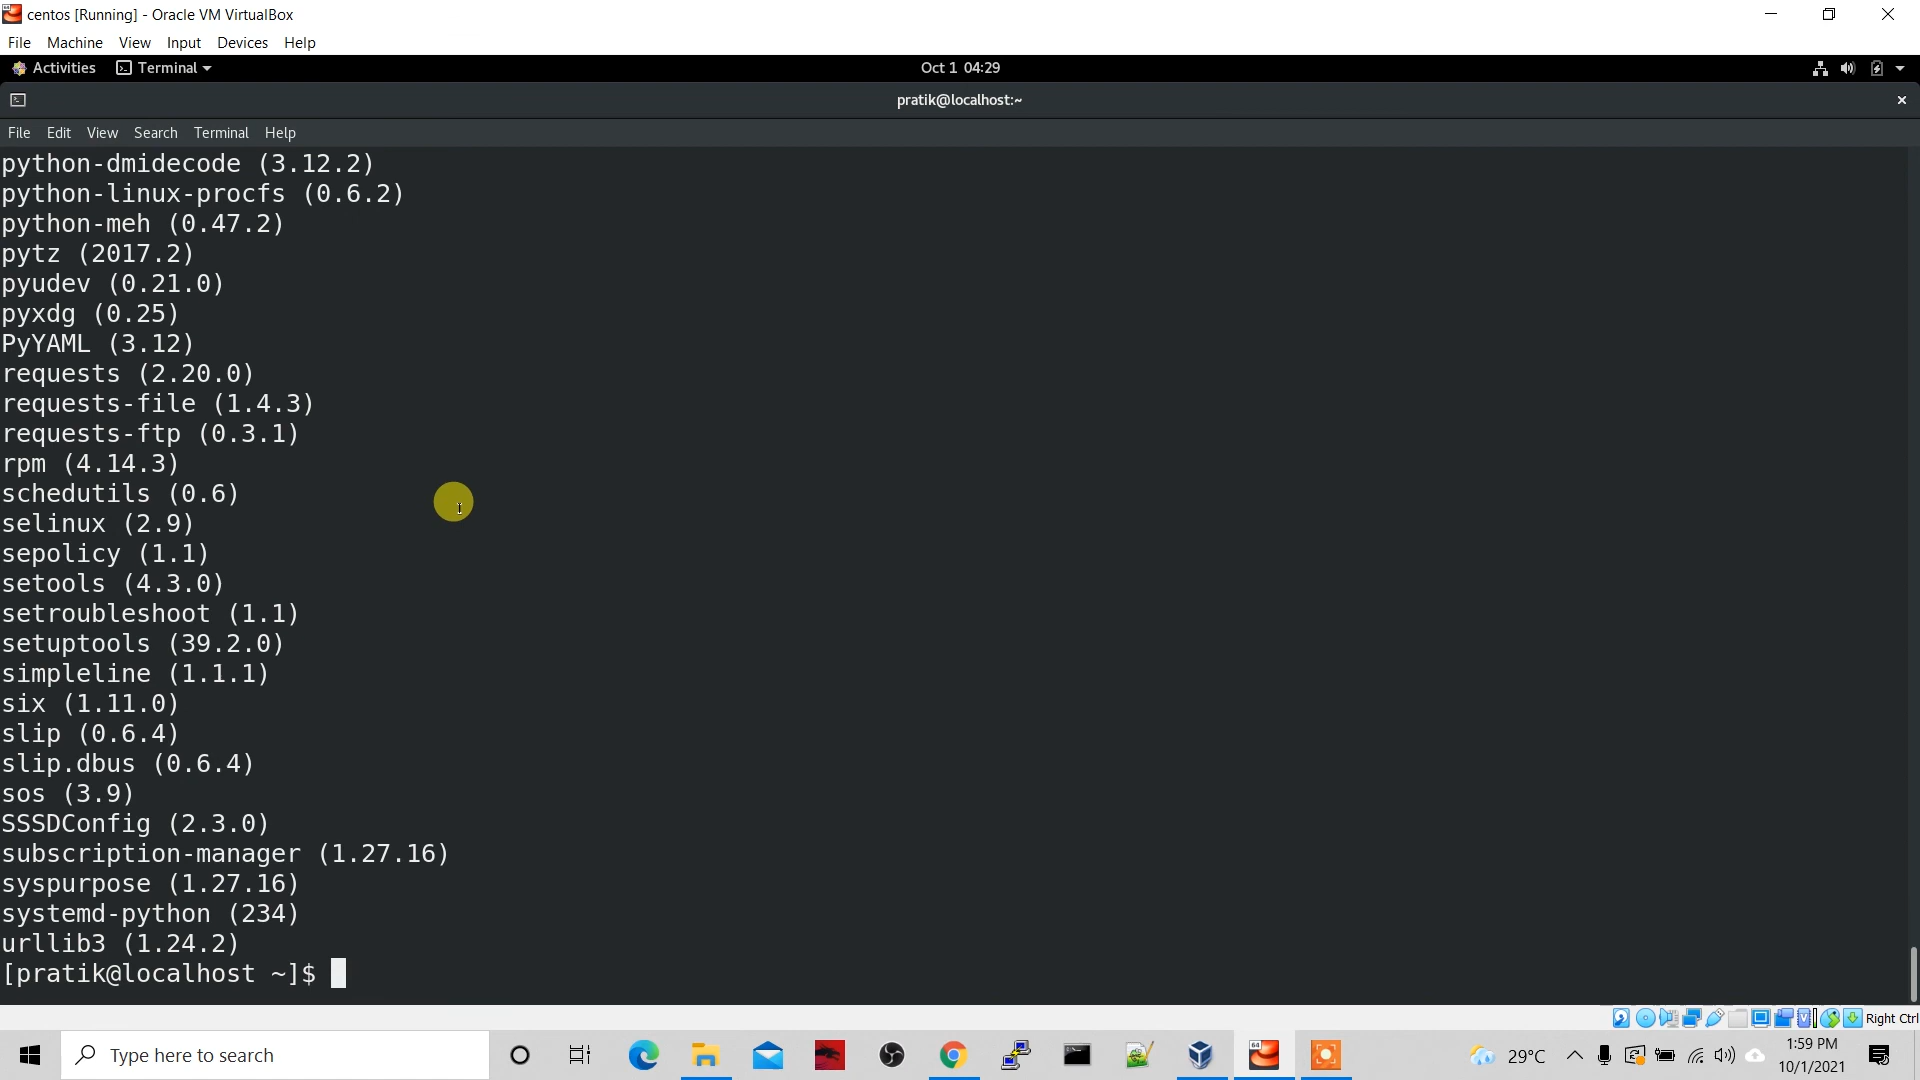 centos [Running] - Oracle VM VirtualBox
File Machine View Input Devices Help
Activities Terminal Oct 1 04:29
pratik@localhost:~
File Edit View Search Terminal Help
python-dmidecode (3.12.2)
python-linux-procfs (0.6.2)
python-meh (0.47.2)
pytz (2017.2)
pyudev (0.21.0)
pyxdg (0.25)
PyYAML (3.12)
requests (2.20.0)
requests-file (1.4.3)
requests-ftp (0.3.1)
rpm (4.14.3)
schedutils (0.6)
selinux (2.9)
sepolicy (1.1)
setools (4.3.0)
setroubleshoot (1.1)
setuptools (39.2.0)
simpleline (1.1.1)
six (1.11.0)
slip (0.6.4)
slip.dbus (0.6.4)
sos (3.9)
SSSDConfig (2.3.0)
subscription-manager (1.27.16)
syspurpose (1.27.16)
systemd-python (234)
urllib3 (1.24.2)
[pratik@localhost ~]$
Right Ctrl
Type here to search
64
29°C
1:59 PM
10/1/2021